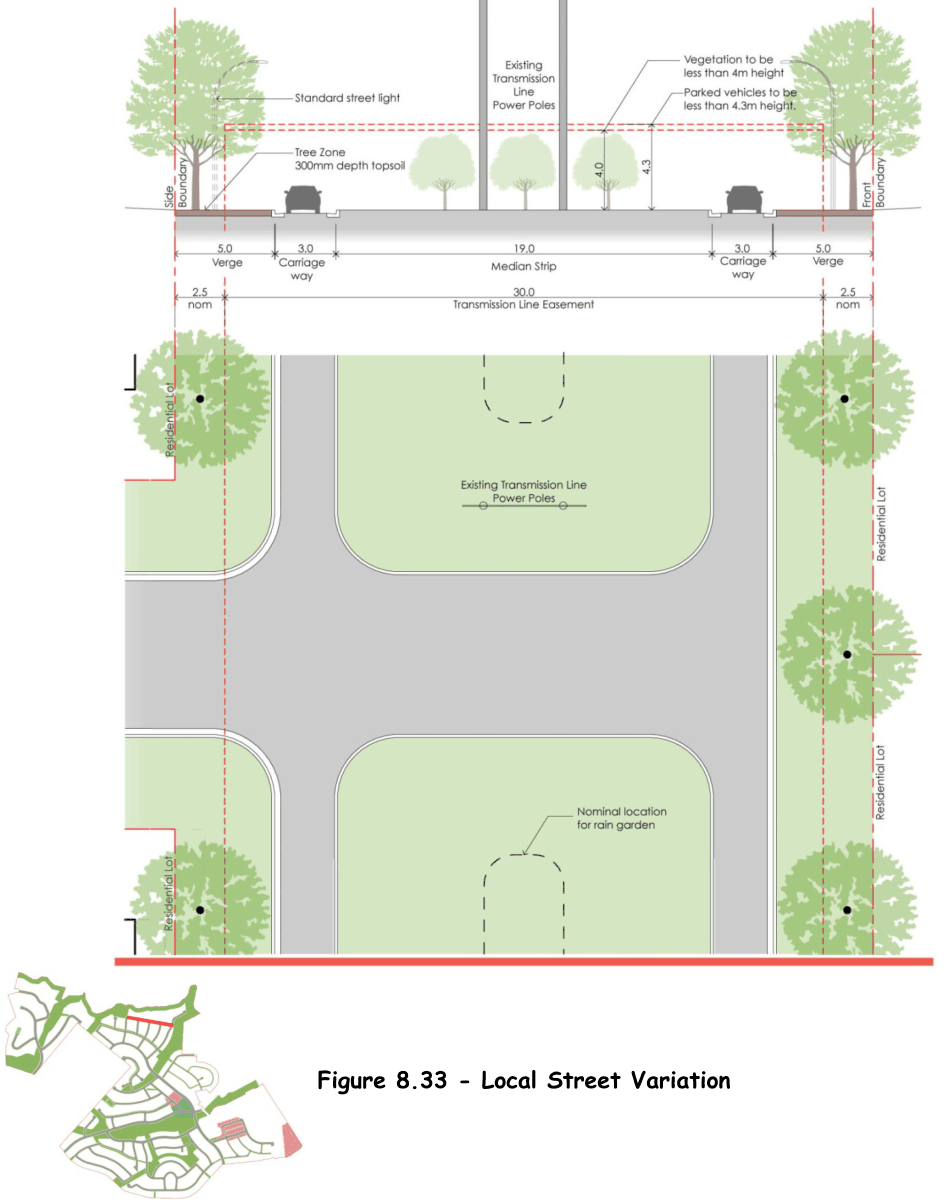 Existing
Transmission
Line
Power Poles
Vegetation to be
less than 4m height
Parked vehicles to be
less than 4.3m height.
Standard street light
Tree Zone
300mm depth topsoil
Side
Boundary
4.0
4.3
Front
Boundary
5.0
Verge
3.0
Carriage
way
19.0
Median Strip
3.0
Carriage
way
5.0
Verge
2.5
nom
30.0
Transmission Line Easement
2.5
nom
Residential Lot
Existing Transmission Line
Power Poles
Residential Lot
Residential Lot
Nominal location
for rain garden
Residential Lot
Figure 8.33 - Local Street Variation